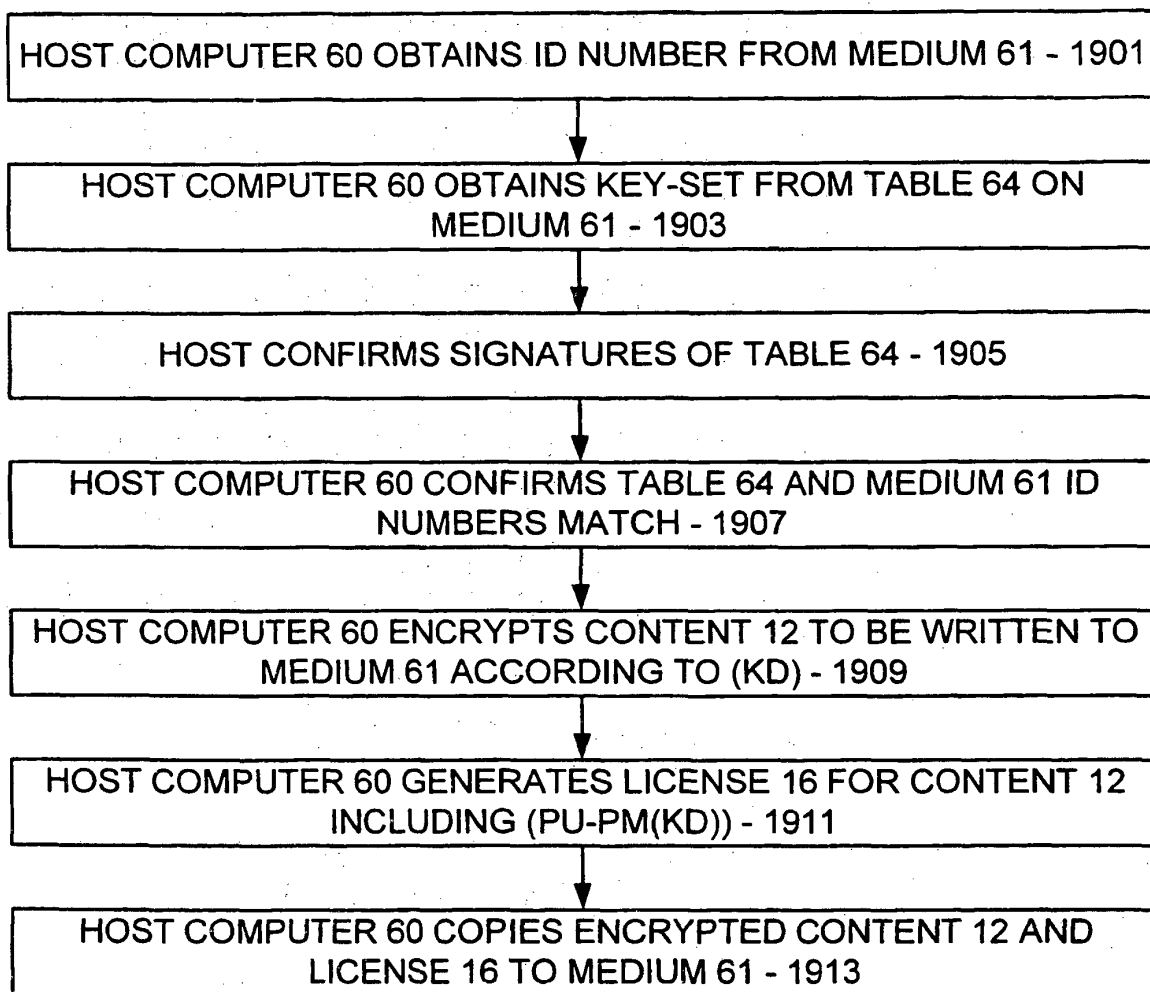 HOST COMPUTER 60 OBTAINS ID NUMBER FROM MEDIUM 61 - 1901
HOST COMPUTER 60 OBTAINS KEY-SET FROM TABLE 64 ON
MEDIUM 61 - 1903
HOST CONFIRMS SIGNATURES OF TABLE 64 - 1905
HOST COMPUTER 60 CONFIRMS TABLE 64 AND MEDIUM 61 ID
NUMBERS MATCH - 1907
HOST COMPUTER 60 ENCRYPTS CONTENT 12 TO BE WRITTEN TO
MEDIUM 61 ACCORDING TO (KD) - 1909
HOST COMPUTER 60 GENERATES LICENSE 16 FOR CONTENT 12
INCLUDING (PU-PM(KD)) - 1911
HOST COMPUTER 60 COPIES ENCRYPTED CONTENT 12 AND
LICENSE 16 TO MEDIUM 61 - 1913